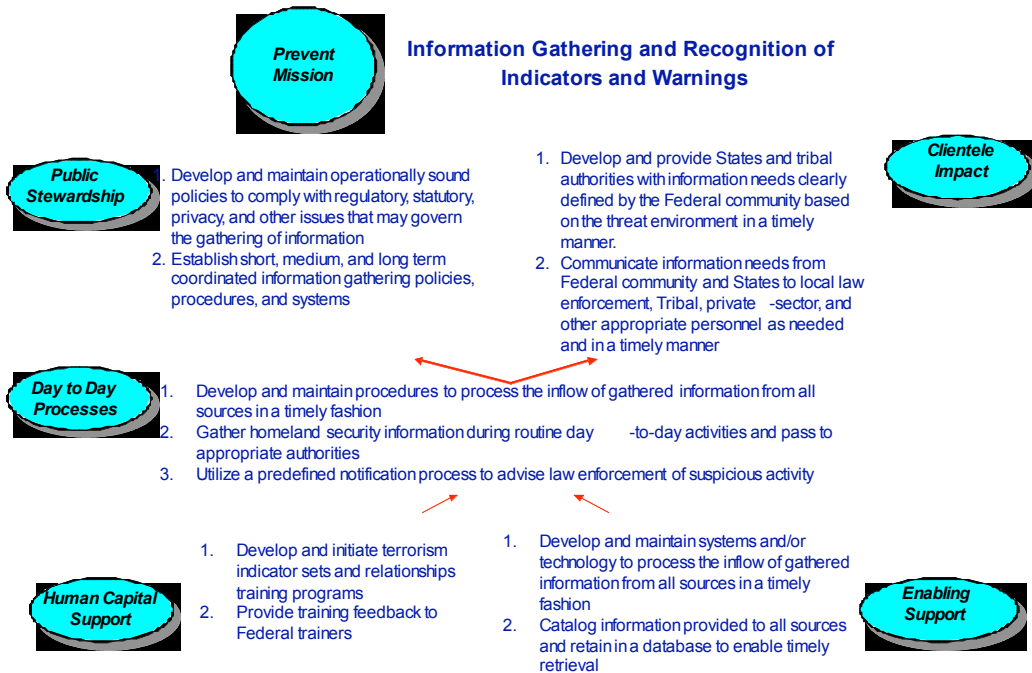 Prevent
Mission
Information Gathering and Recognition of
Indicators and Warnings
Public
Stewardship
1. Develop and maintain operationally sound
policies to comply with regulatory, statutory,
privacy, and other issues that may govern
the gathering of information
2. Establish short, medium, and long term
coordinated information gathering policies,
procedures, and systems
1. Develop and provide States and tribal
authorities with information needs clearly
defined by the Federal community based
on the threat environment in a timely
manner.
2. Communicate information needs from
Federal community and States to local law
enforcement, Tribal, private -sector, and
other appropriate personnel as needed
and in a timely manner
Clientele
Impact
Day to Day
Processes
1. Develop and maintain procedures to process the inflow of gathered information from all
sources in a timely fashion
2. Gather homeland security information during routine day -to-day activities and pass to
appropriate authorities
3. Utilize a predefined notification process to advise law enforcement of suspicious activity
Human Capital
Support
1. Develop and initiate terrorism
indicator sets and relationships
training programs
2. Provide training feedback to
Federal trainers
1. Develop and maintain systems and/or
technology to process the inflow of gathered
information from all sources in a timely
fashion
2. Catalog information provided to all sources
and retain in a database to enable timely
retrieval
Enabling
Support